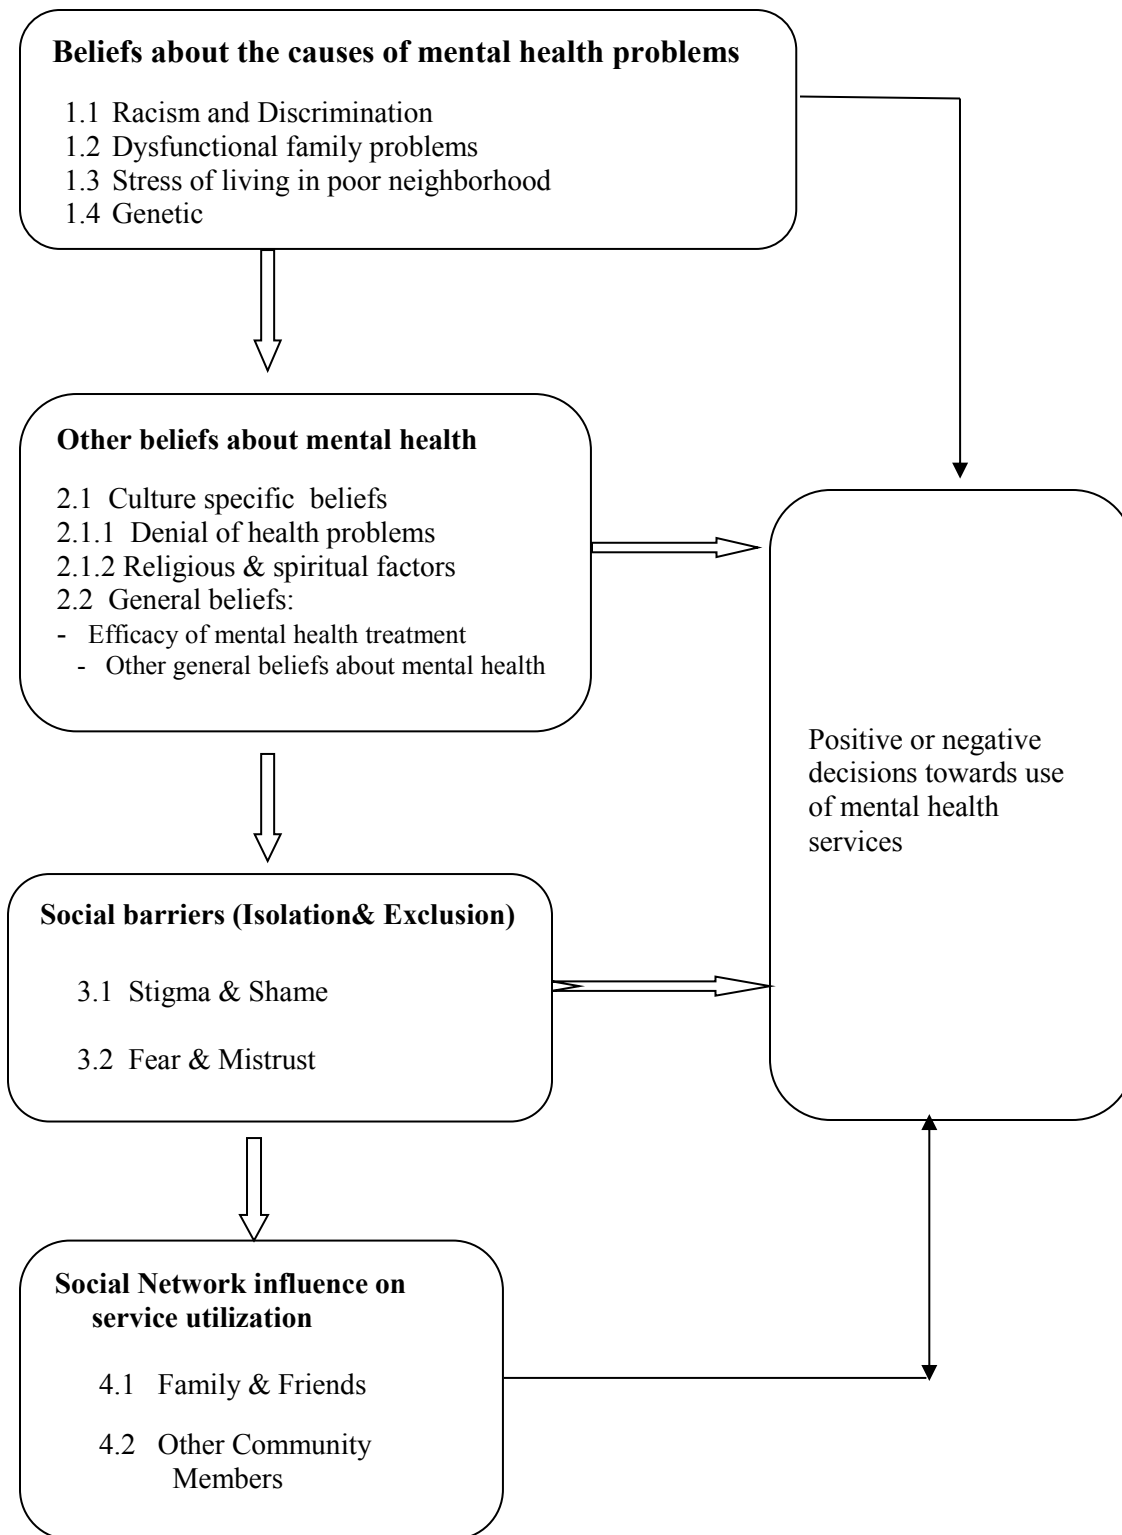 Beliefs about the causes of mental health problems
1.1 Racism and Discrimination
1.2 Dysfunctional family problems
1.3 Stress of living in poor neighborhood
1.4 Genetic
Other beliefs about mental health
2.1 Culture specific beliefs
2.1.1 Denial of health problems
2.1.2 Religious & spiritual factors
2.2 General beliefs:
- Efficacy of mental health treatment
- Other general beliefs about mental health
Positive or negative
decisions towards use
of mental health
services
Social barriers (Isolation& Exclusion)
3.1 Stigma & Shame
3.2 Fear & Mistrust
Social Network influence on
service utilization
4.1 Family & Friends
4.2 Other Community
Members